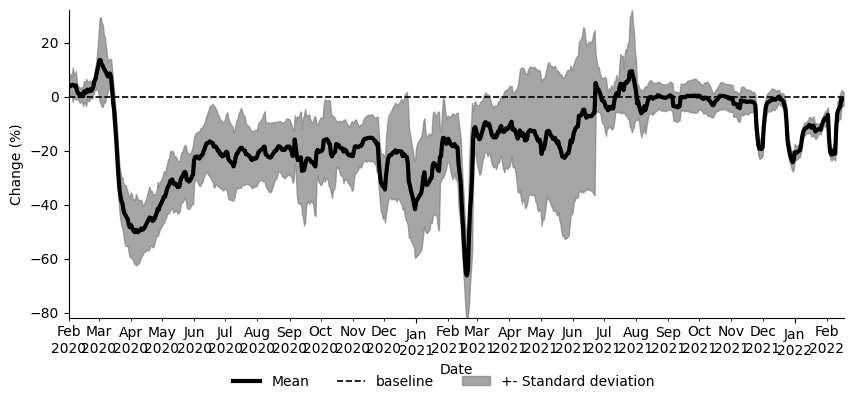 20
0
−20
−40
−60
−80
Change (%)
Feb Mar Apr May Jun Jul Aug Sep Oct Nov Dec Jan Feb Mar Apr May Jun Jul Aug Sep Oct Nov Dec Jan Feb
2020 2020 2020 2020 2020 2020 2020 2020 2020 2020 2020 2021 2021 2021 2021 2021 2021 2021 2021 2021 2021 2021 2021 2022 2022
Date
Mean baseline +- Standard deviation